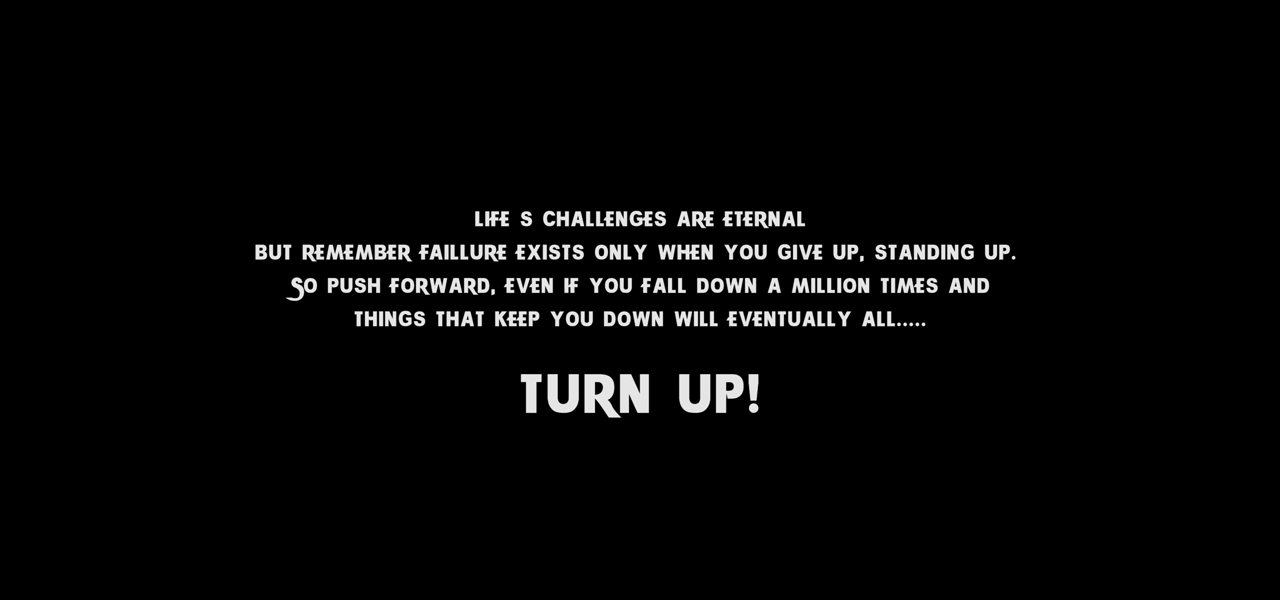 LIFE S CHALLENGES ARE ETERNAL
BUT REMEMBER FAILLURE EXISTS ONLY WHEN YOU GIVE UP, STANDING UP.
SO PUSH FORWARD, EVEN IF YOU FALL DOWN A MILLION TIMES AND
THINGS THAT KEEP YOU DOWN WILL EVENTUALLY ALL.....
TURN UP!